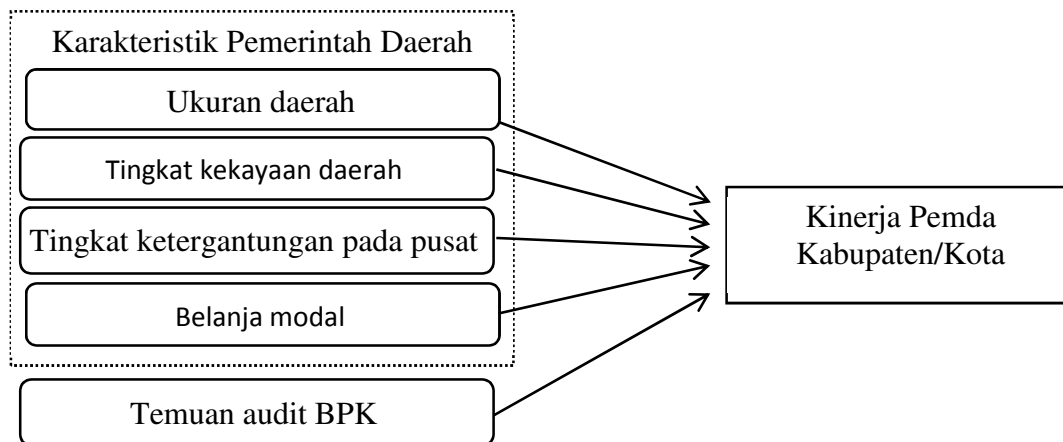 Karakteristik Pemerintah Daerah
Ukuran daerah
Tingkat kekayaan daerah
Tingkat ketergantungan pada pusat
Belanja modal
Temuan audit BPK
Kinerja Pemda
Kabupaten/Kota